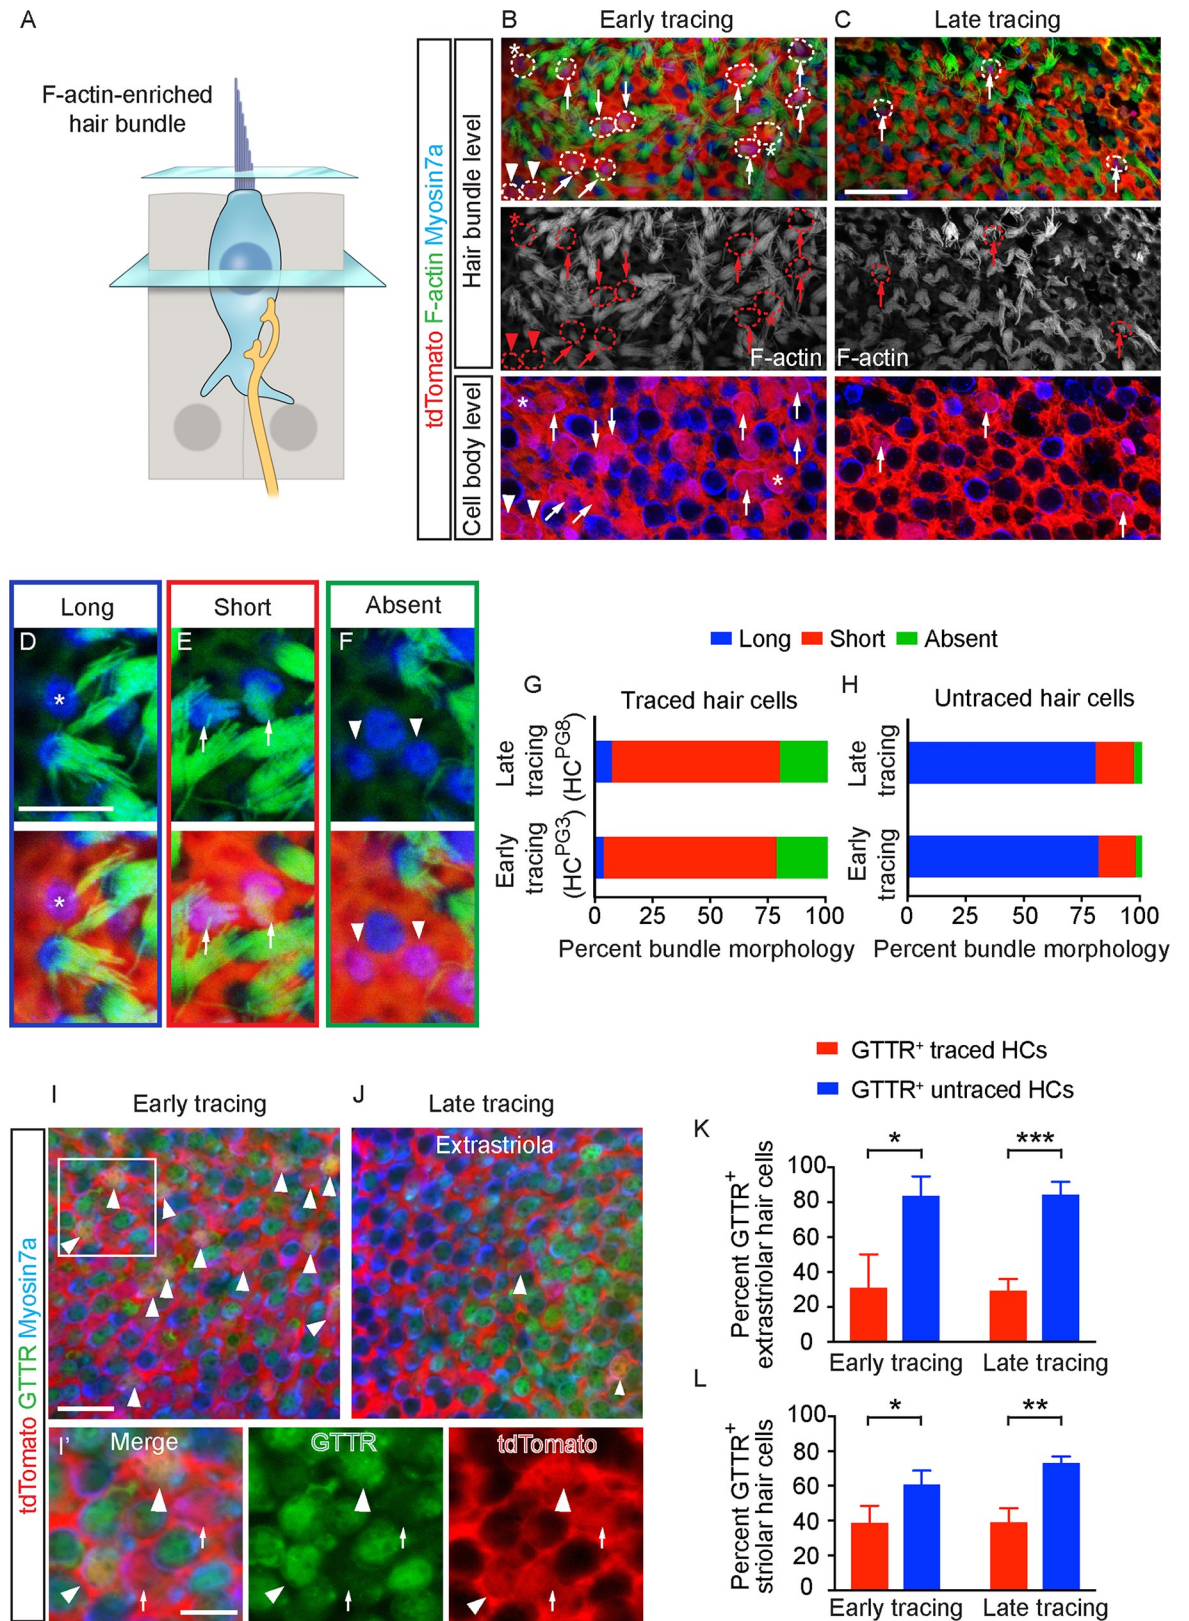 A
F-actin-enriched
hair bundle
B
Early tracing
C
Late tracing
tdTomato F-actin Myosin7a
Hair bundle level
Cell body level
*
*
*
F-actin
F-actin
*
*
Long
Short
Absent
D
E
F
*
*
Long
Short
Absent
G
Traced hair cells
Late
tracing
(HCPG8)
Early
tracing
(HCPG3)
0
25
50
75
100
Percent bundle morphology
H
Untraced hair cells
Late
tracing
Early
tracing
0
25
50
75
100
Percent bundle morphology
GTTR+ traced HCs
GTTR+ untraced HCs
I
Early tracing
J
Late tracing
tdTomato GTTR Myosin7a
Extrastriola
I'
Merge
GTTR
tdTomato
K
Percent GTTR+
extrastriolar hair cells
100
80
60
40
20
0
*
***
Early tracing
Late tracing
L
Percent GTTR+
striolar hair cells
100
80
60
40
20
0
*
**
Early tracing
Late tracing